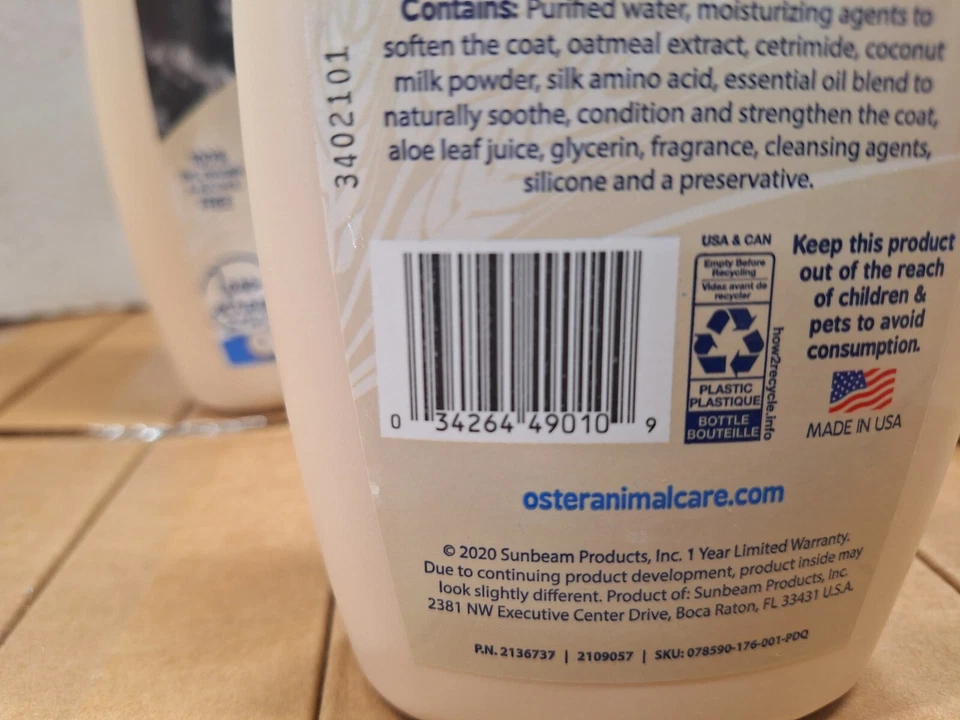 Contains: Purified water, moisturizing agents to
soften the coat, oatmeal extract, cetrimide, coconut
milk powder, silk amino acid, essential oil blend to
naturally soothe, condition and strengthen the coat,
aloe leaf juice, glycerin, fragrance, cleansing agents,
silicone and a preservative.
3402101
0 34264 49010 9
USA & CAN
Empty Before
Recycling
Videz avant de
recycler
PLASTIC
PLASTIQUE
BOTTLE
BOUTEILLE
how2recycle.info
Keep this product
out of the reach
of children &
pets to avoid
consumption.
MADE IN USA
osteranimalcare.com
© 2020 Sunbeam Products, Inc. 1 Year Limited Warranty.
Due to continuing product development, product inside may
look slightly different. Product of: Sunbeam Products, Inc.
2381 NW Executive Center Drive, Boca Raton, FL 33431 U.S.A.
P.N. 2136737 | 2109057 | SKU: 078590-176-001-PDQ